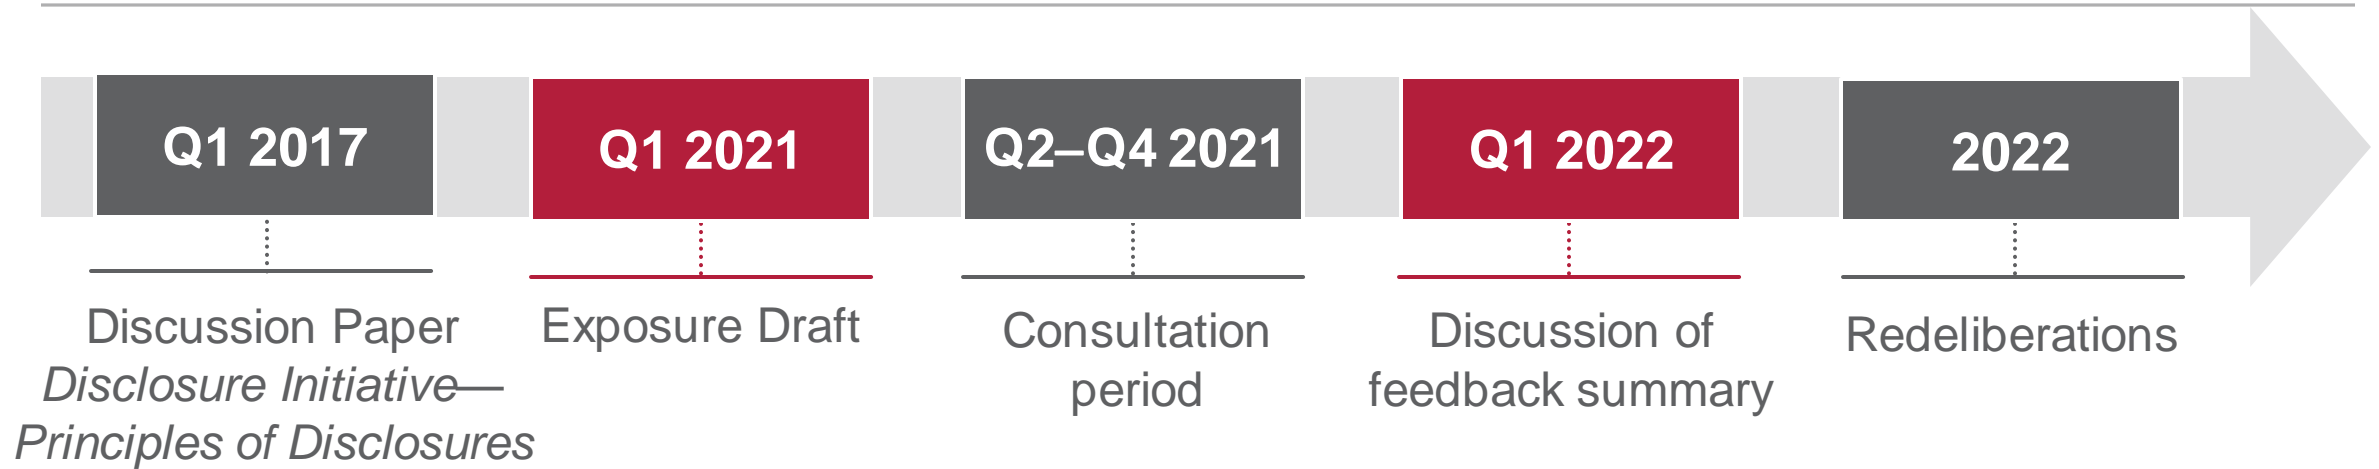 Q1 2017
Discussion Paper
Disclosure Initiative—
Principles of Disclosures
Q1 2021
Exposure Draft
Q2–Q4 2021
Consultation
period
Q1 2022
Discussion of
feedback summary
2022
Redeliberations